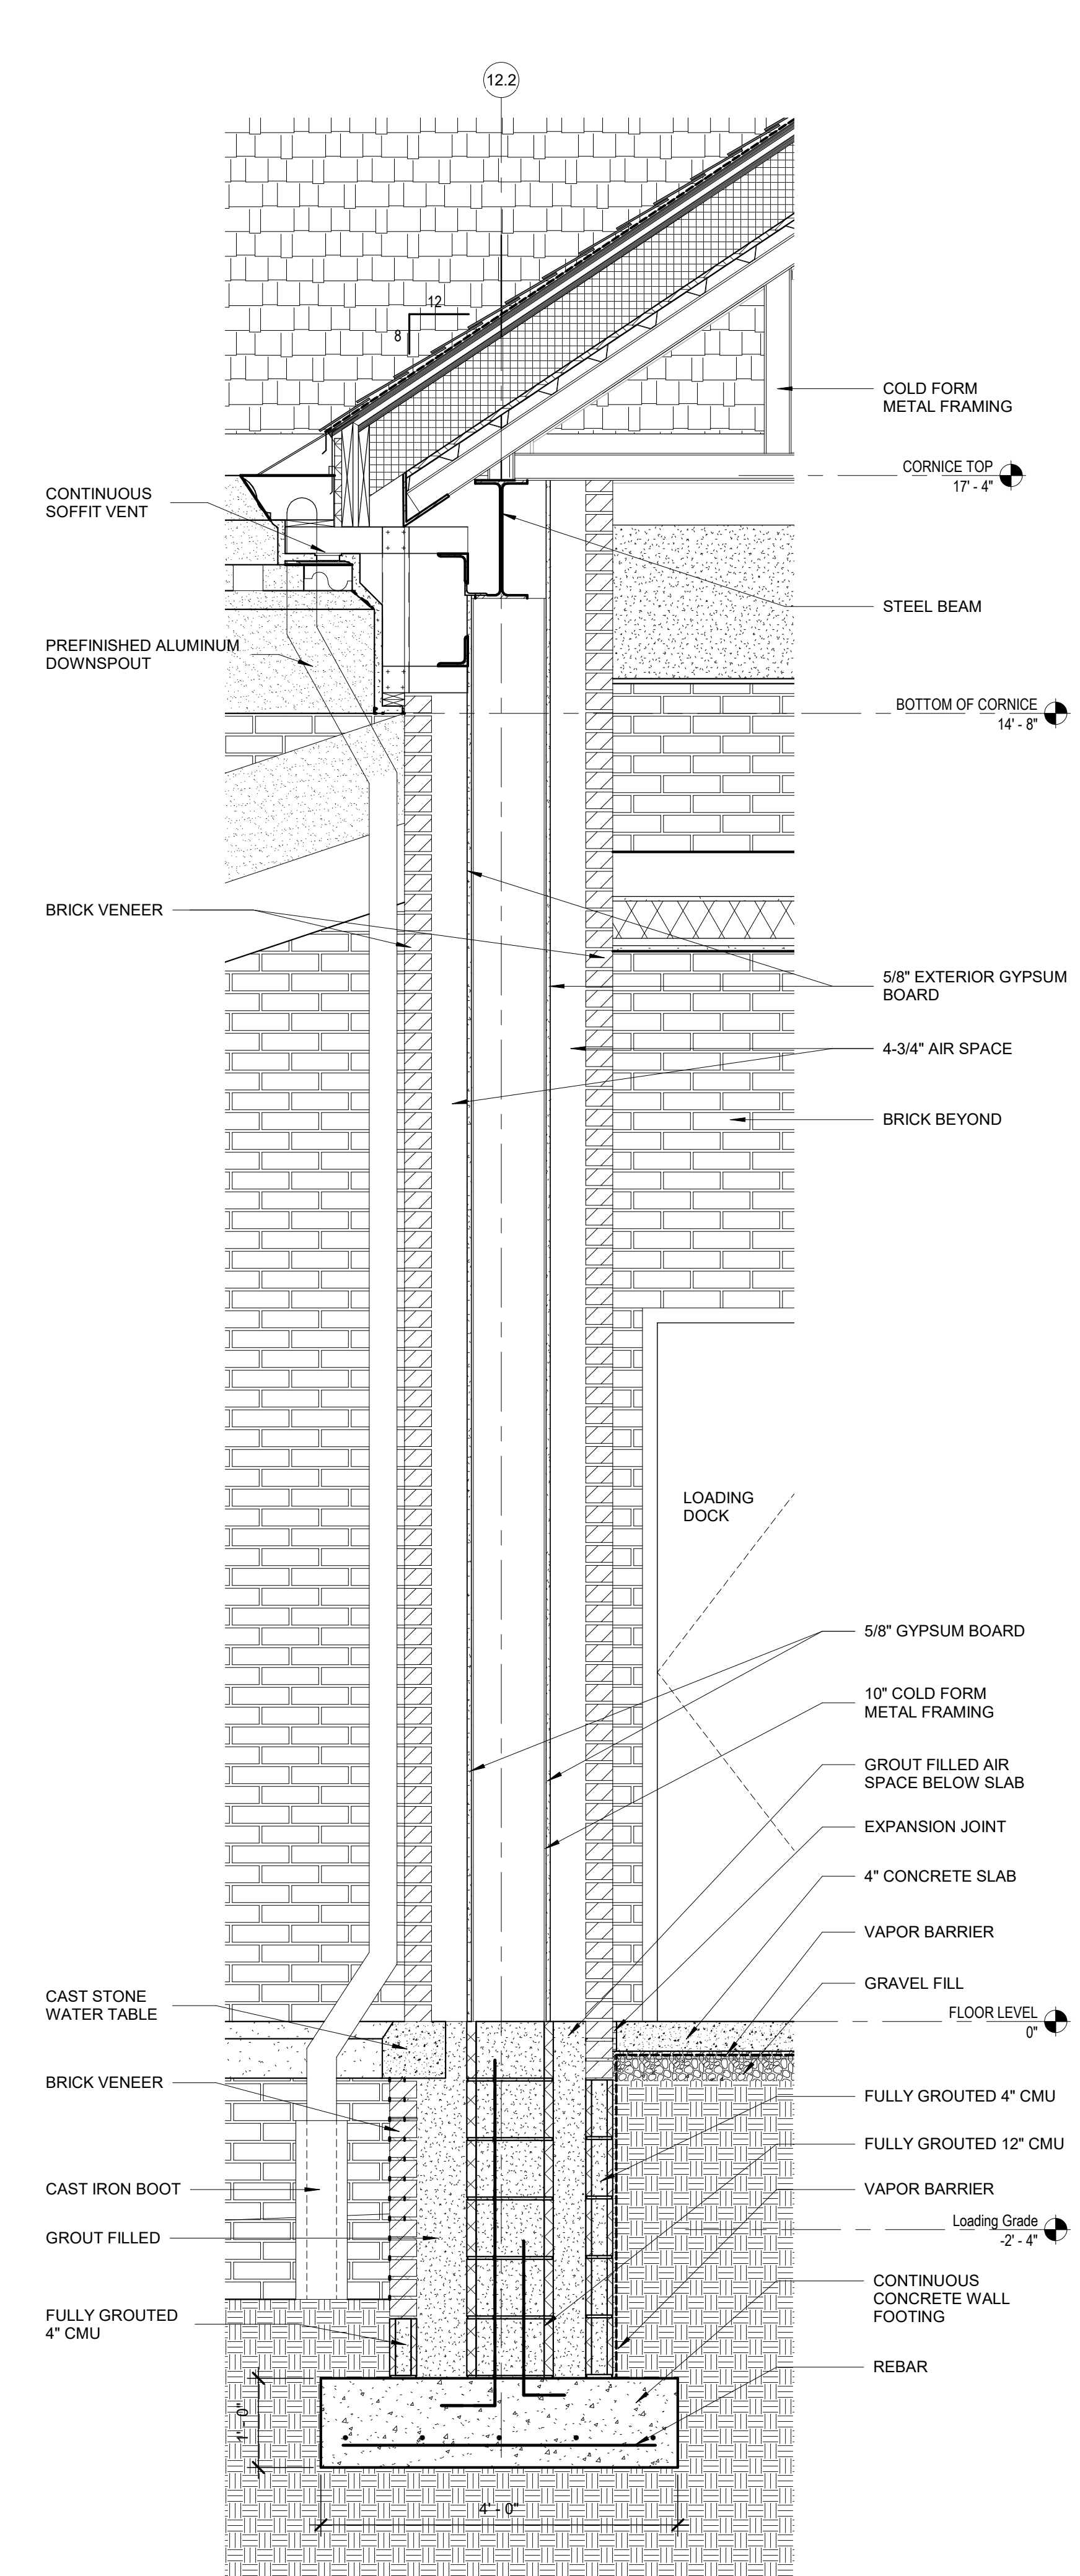 12.2
12
8
COLD FORM
METAL FRAMING
CORNICE TOP
17' - 4"
CONTINUOUS
SOFFIT VENT
STEEL BEAM
PREFINISHED ALUMINUM
DOWNSPOUT
BOTTOM OF CORNICE
14' - 8"
BRICK VENEER
5/8" EXTERIOR GYPSUM
BOARD
4-3/4" AIR SPACE
BRICK BEYOND
LOADING
DOCK
5/8" GYPSUM BOARD
10" COLD FORM
METAL FRAMING
GROUT FILLED AIR
SPACE BELOW SLAB
EXPANSION JOINT
4" CONCRETE SLAB
VAPOR BARRIER
GRAVEL FILL
CAST STONE
WATER TABLE
FLOOR LEVEL
0"
BRICK VENEER
FULLY GROUTED 4" CMU
FULLY GROUTED 12" CMU
CAST IRON BOOT
VAPOR BARRIER
GROUT FILLED
Loading Grade
-2' - 4"
CONTINUOUS
CONCRETE WALL
FOOTING
FULLY GROUTED
4" CMU
REBAR
1' - 0"
4' - 0"